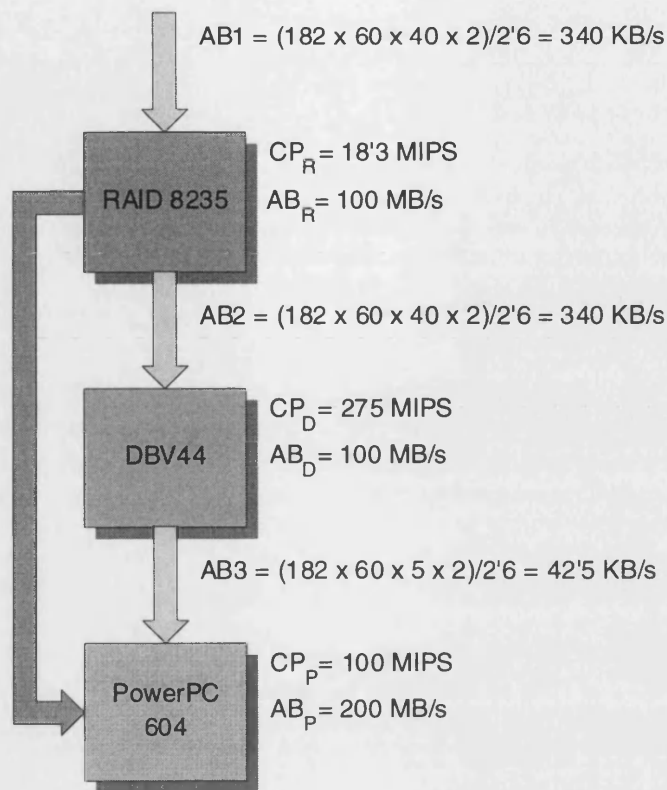 AB1 = (182 x 60 x 40 x 2)/2'6 = 340 KB/s
RAID 8235
CP_R = 18'3 MIPS
AB_R = 100 MB/s
AB2 = (182 x 60 x 40 x 2)/2'6 = 340 KB/s
DBV44
CP_D = 275 MIPS
AB_D = 100 MB/s
AB3 = (182 x 60 x 5 x 2)/2'6 = 42'5 KB/s
PowerPC
604
CP_P = 100 MIPS
AB_P = 200 MB/s